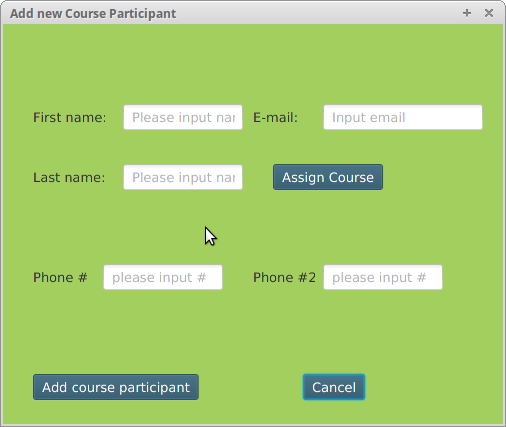 Add new Course Participant
First name: Please input nar E-mail: Input email
Last name: Please input nar Assign Course
Phone # please input # Phone #2 please input #
Add course participant Cancel